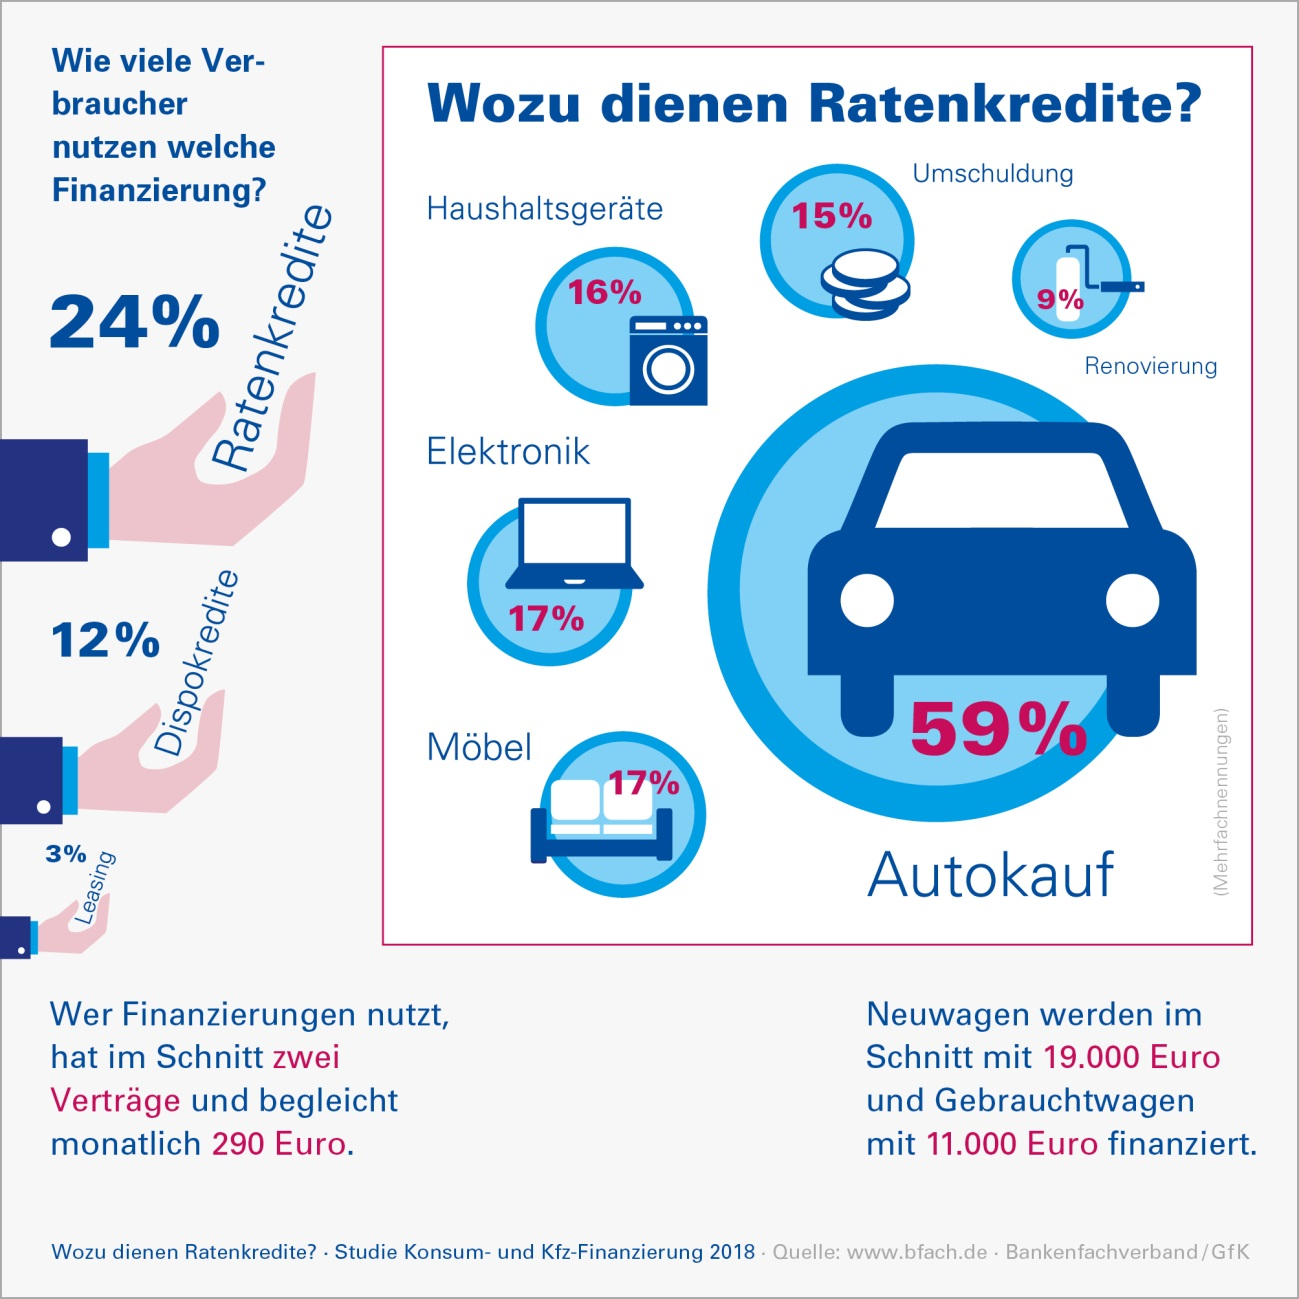 Wie viele Ver-
braucher
nutzen welche
Finanzierung?
24%
Ratenkredite
12%
Dispokredite
3%
Leasing
Wozu dienen Ratenkredite?
Haushaltsgeräte
16%
15%
Umschuldung
9%
Renovierung
Elektronik
17%
Möbel
17%
59%
Autokauf
(Mehrfachnennungen)
Wer Finanzierungen nutzt,
hat im Schnitt zwei
Verträge und begleicht
monatlich 290 Euro.
Neuwagen werden im
Schnitt mit 19.000 Euro
und Gebrauchtwagen
mit 11.000 Euro finanziert.
Wozu dienen Ratenkredite? · Studie Konsum- und Kfz-Finanzierung 2018 · Quelle: www.bfach.de · Bankenfachverband/GfK